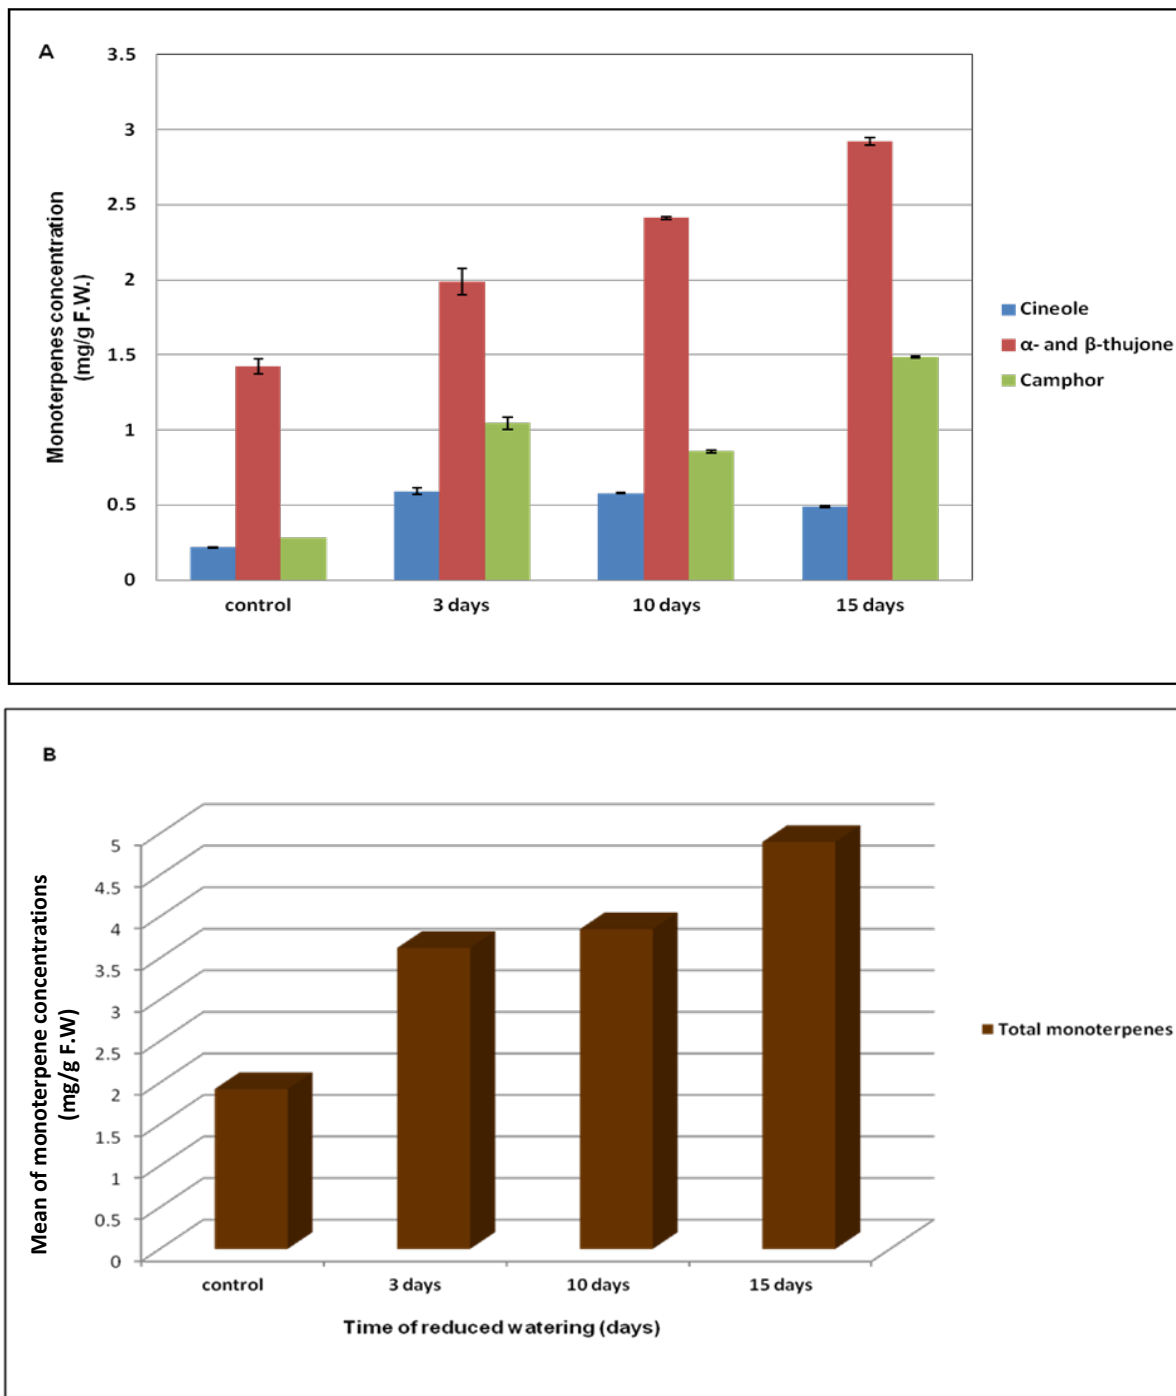 A
3.5
3
2.5
2
1.5
1
0.5
0
Monoterpenes concentration
(mg/g F.W.)
control
3 days
10 days
15 days
Cineole
α- and β-thujone
Camphor
B
5
4.5
4
3.5
3
2.5
2
1.5
1
0.5
0
Mean of monoterpene concentrations
(mg/g F.W)
control
3 days
10 days
15 days
Time of reduced watering (days)
Total monoterpenes